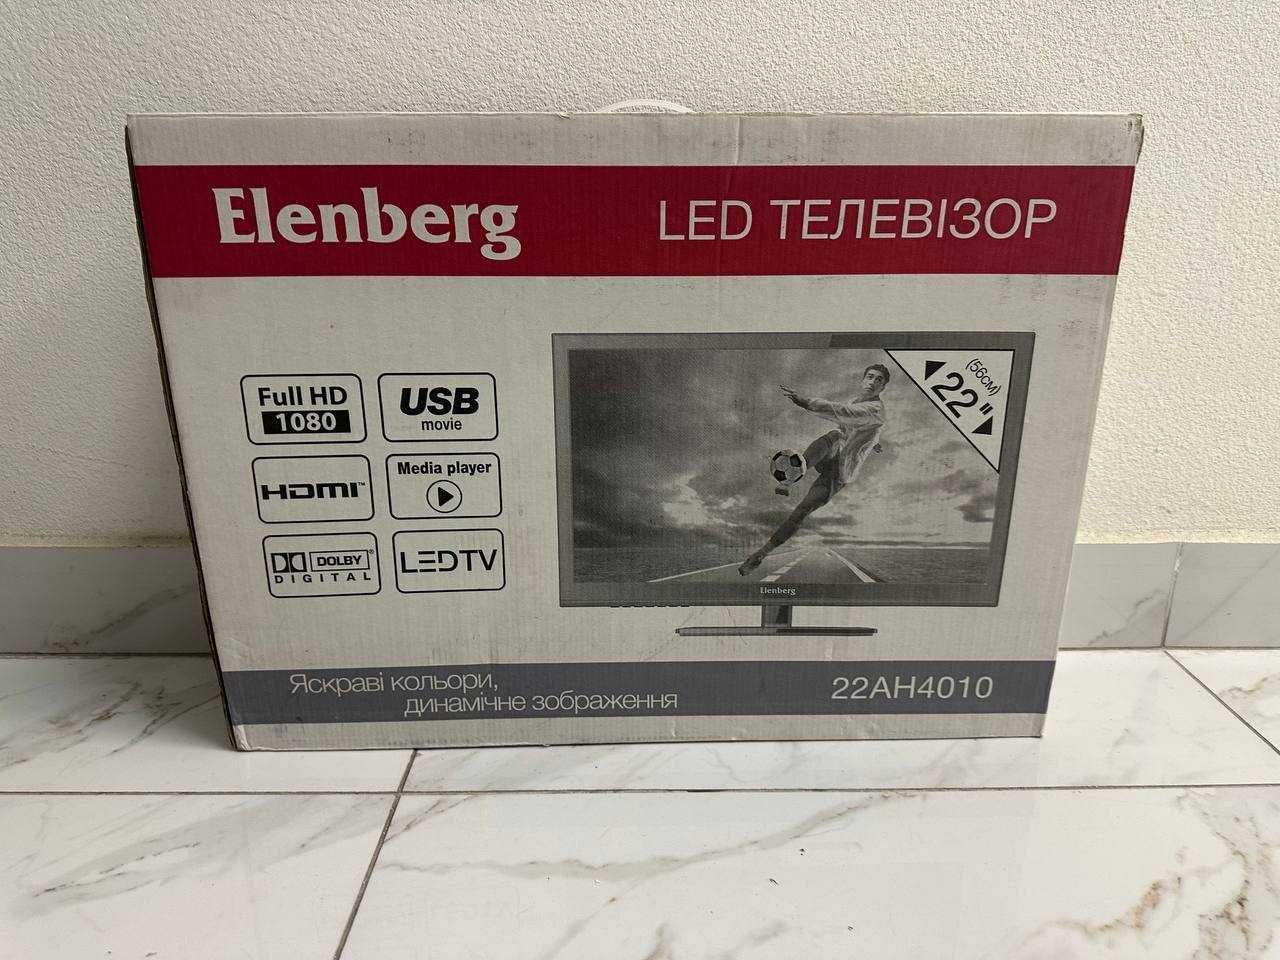 Elenberg
LED ТЕЛЕВІЗОР
Full HD
1080
USB
movie
HDMI™
Media player
DOLBY®
DIGITAL
LEDTV
(56см)
22"
Elenberg
Яскраві кольори,
динамічне зображення
22AH4010